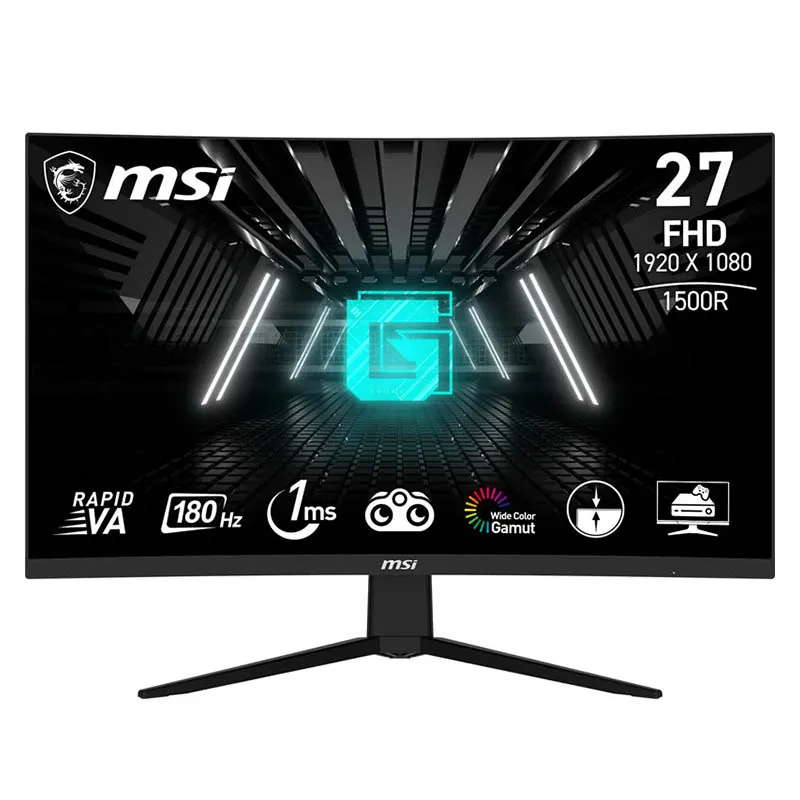 msi
27
FHD
1920 X 1080
1500R
RAPID
VA
180Hz
1ms
Wide Color
Gamut
msi